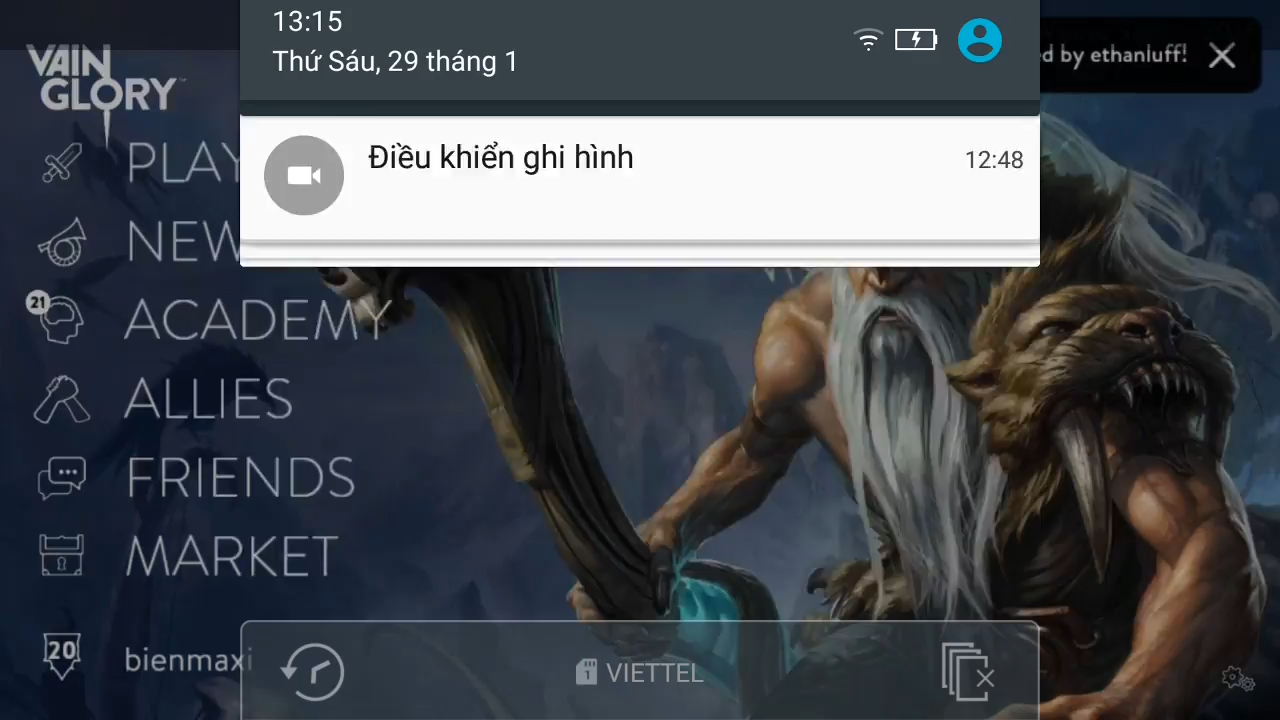 13:15
Thứ Sáu, 29 tháng 1
d by ethanluff!
VAIN
GLORY
Điều khiển ghi hình
12:48
PLAY
NEW
21
ACADEMY
ALLIES
FRIENDS
MARKET
20
bienmaxi
1 VIETTEL